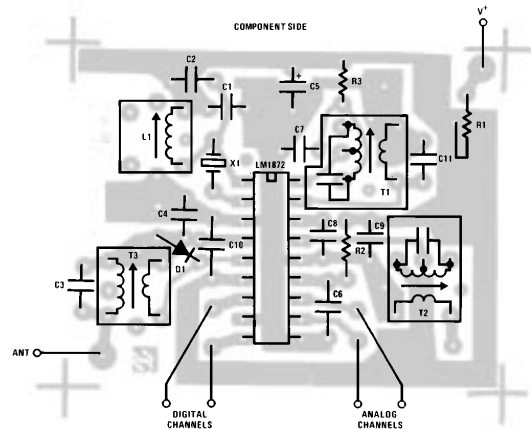 COMPONENT SIDE
V+
C2
C1
C5
+
R3
R1
L1
C7
X1
LM1872
T1
C11
C4
C10
C8
C9
R2
D1
T3
C3
C6
T2
ANT
DIGITAL
CHANNELS
ANALOG
CHANNELS